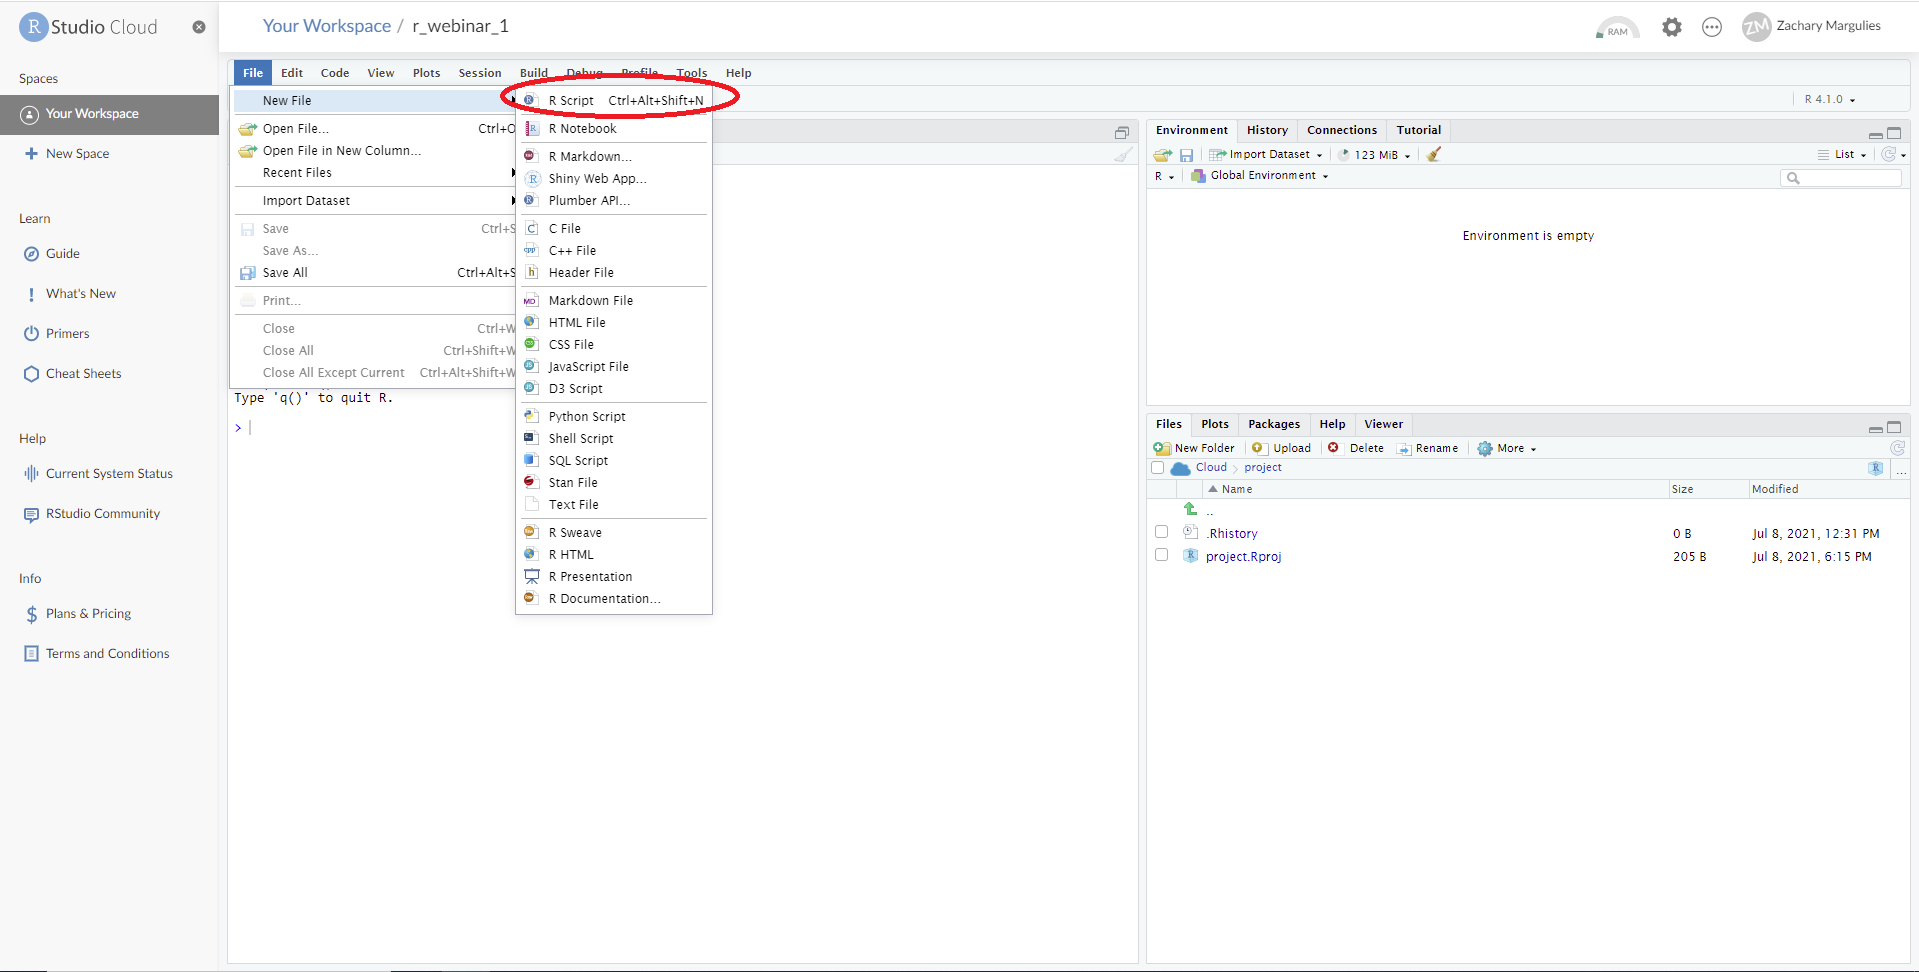 R Studio Cloud
Your Workspace / r_webinar_1
RAM
ZM Zachary Margulies
Spaces
Your Workspace
New Space
Learn
Guide
What's New
Primers
Cheat Sheets
Help
Current System Status
RStudio Community
Info
Plans & Pricing
Terms and Conditions
File Edit Code View Plots Session Build Debug Profile Tools Help
R 4.1.0
New File
Open File... Ctrl+O
Open File in New Column...
Recent Files
Import Dataset
Save Ctrl+S
Save As...
Save All Ctrl+Alt+S
Print...
Close Ctrl+W
Close All Ctrl+Shift+W
Close All Except Current Ctrl+Alt+Shift+W
R Script Ctrl+Alt+Shift+N
R Notebook
R Markdown...
Shiny Web App...
Plumber API...
C File
C++ File
Header File
Markdown File
HTML File
CSS File
JavaScript File
D3 Script
Python Script
Shell Script
SQL Script
Stan File
Text File
R Sweave
R HTML
R Presentation
R Documentation...
Type 'q()' to quit R.
>
Environment History Connections Tutorial
Import Dataset 123 MiB List
R Global Environment
Environment is empty
Files Plots Packages Help Viewer
New Folder Upload Delete Rename More
Cloud project ...
Name Size Modified
..
.Rhistory 0 B Jul 8, 2021, 12:31 PM
project.Rproj 205 B Jul 8, 2021, 6:15 PM